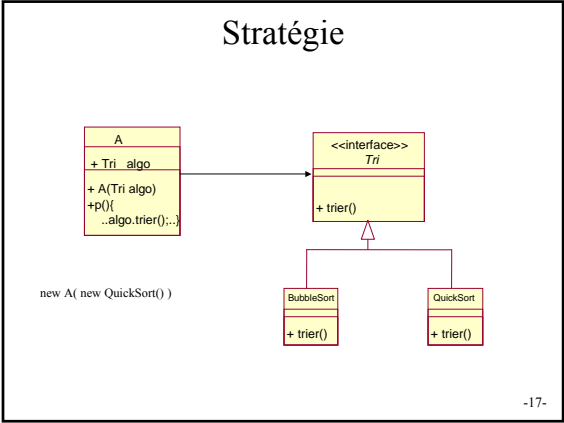 Stratégie
A
+ Tri algo
+ A(Tri algo)
+p(){
..algo.trier();..}
<<interface>>
Tri
+ trier()
new A( new QuickSort() )
BubbleSort
+ trier()
QuickSort
+ trier()
-17-